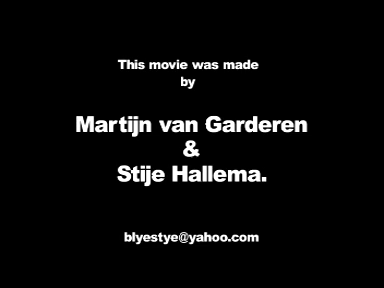 This movie was made
by
Martijn van Garderen
&
Stije Hallema.
blyestye@yahoo.com